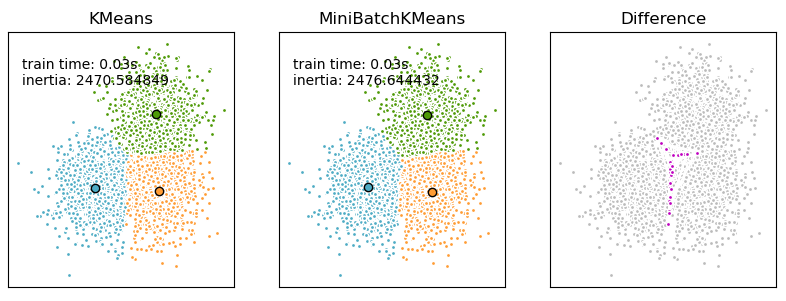 KMeans
train time: 0.03s
inertia: 2470.584849
MiniBatchKMeans
train time: 0.03s
inertia: 2476.644432
Difference